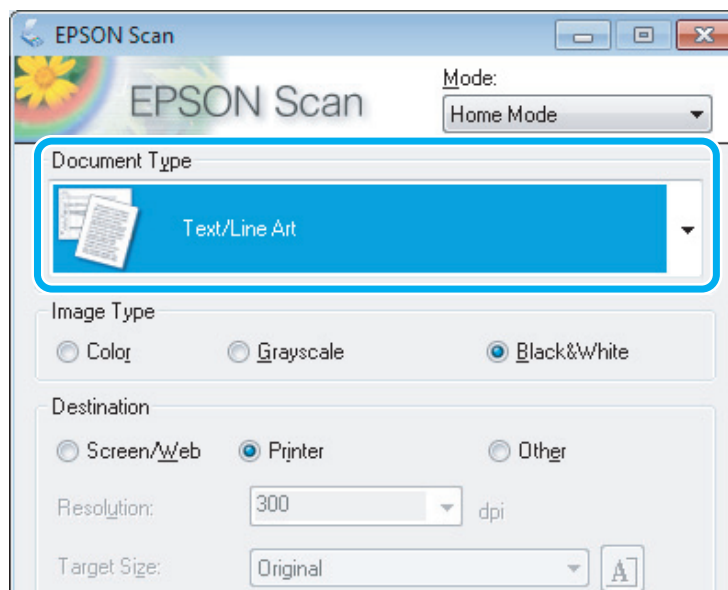 EPSON Scan
EPSON Scan
Mode:
Home Mode
Document Type
Text/Line Art
Image Type
Color Grayscale Black&White
Destination
Screen/Web Printer Other
Resolution: 300 dpi
Target Size: Original A